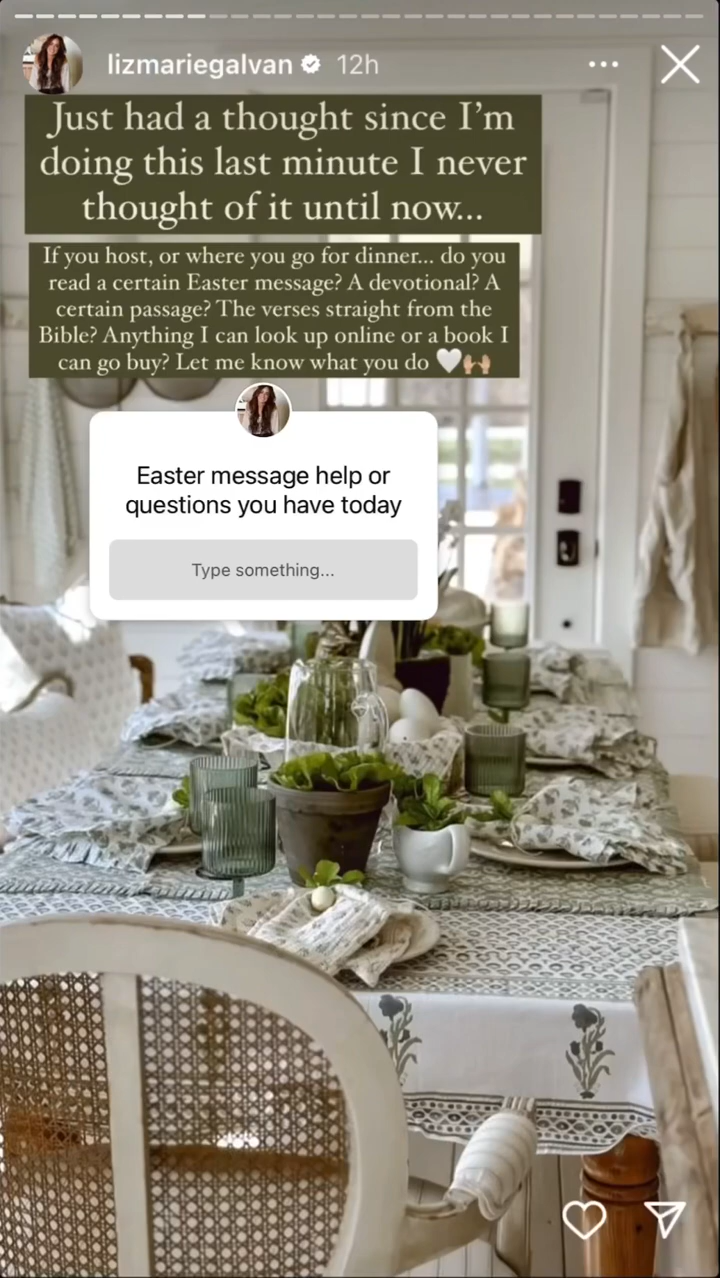 lizmariegalvan 12h
Just had a thought since I'm
doing this last minute I never
thought of it until now...
If you host, or where you go for dinner... do you
read a certain Easter message? A devotional? A
certain passage? The verses straight from the
Bible? Anything I can look up online or a book I
can go buy? Let me know what you do 🤍🙌🏼
Easter message help or
questions you have today
Type something...